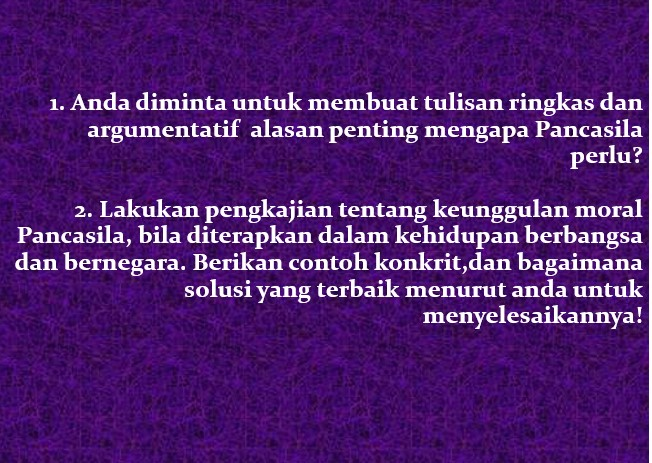 1. Anda diminta untuk membuat tulisan ringkas dan
argumentatif  alasan penting mengapa Pancasila
perlu?
2. Lakukan pengkajian tentang keunggulan moral
Pancasila, bila diterapkan dalam kehidupan berbangsa
dan bernegara. Berikan contoh konkrit,dan bagaimana
solusi yang terbaik menurut anda untuk
menyelesaikannya!